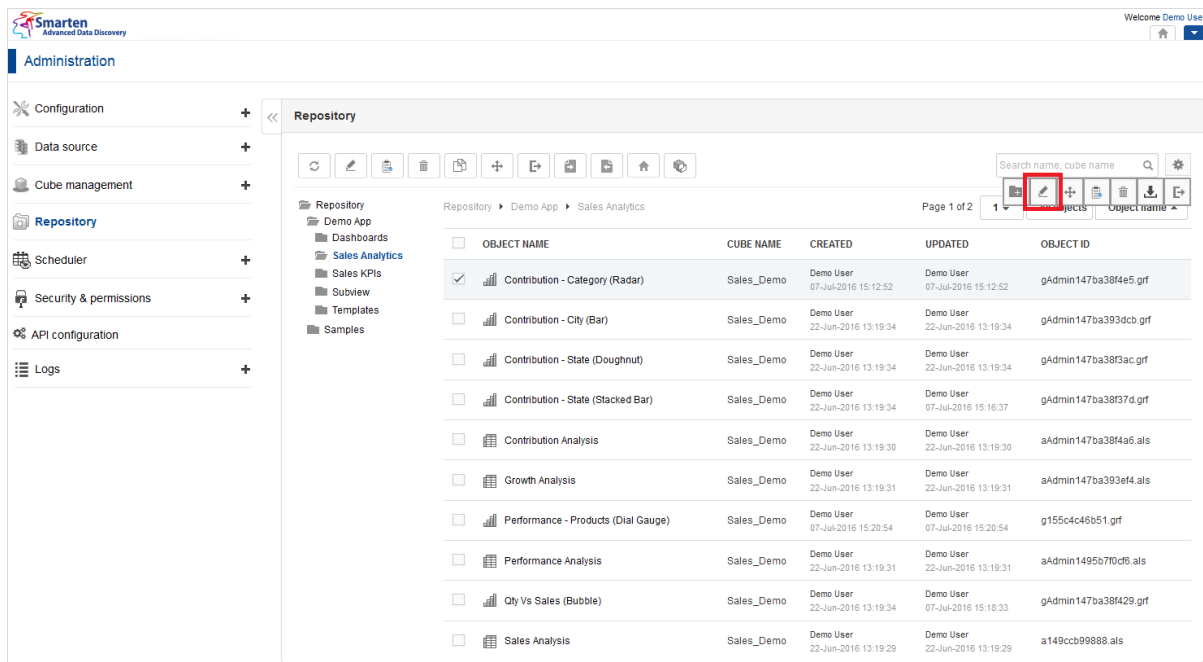 Smarten
Advanced Data Discovery
Welcome Demo Use
Administration
Configuration
Data source
Cube management
Repository
Scheduler
Security & permissions
API configuration
Logs
Repository
Search name, cube name
Repository
Demo App
Dashboards
Sales Analytics
Sales KPIs
Subview
Templates
Samples
Repository Demo App Sales Analytics
Page 1 of 2 1 Object name
OBJECT NAME CUBE NAME CREATED UPDATED OBJECT ID
Contribution - Category (Radar) Sales_Demo Demo User 07-Jul-2016 15:12:52 Demo User 07-Jul-2016 15:12:52 gAdmin147ba38f4e5.grf
Contribution - City (Bar) Sales_Demo Demo User 22-Jun-2016 13:19:34 Demo User 22-Jun-2016 13:19:34 gAdmin147ba393dcb.grf
Contribution - State (Doughnut) Sales_Demo Demo User 22-Jun-2016 13:19:34 Demo User 22-Jun-2016 13:19:34 gAdmin147ba38f3ac.grf
Contribution - State (Stacked Bar) Sales_Demo Demo User 22-Jun-2016 13:19:34 Demo User 07-Jul-2016 15:16:37 gAdmin147ba38f37d.grf
Contribution Analysis Sales_Demo Demo User 22-Jun-2016 13:19:30 Demo User 22-Jun-2016 13:19:30 aAdmin147ba38f4a6.als
Growth Analysis Sales_Demo Demo User 22-Jun-2016 13:19:31 Demo User 22-Jun-2016 13:19:31 aAdmin147ba393ef4.als
Performance - Products (Dial Gauge) Sales_Demo Demo User 07-Jul-2016 15:20:54 Demo User 07-Jul-2016 15:20:54 g155c4c46b51.grf
Performance Analysis Sales_Demo Demo User 22-Jun-2016 13:19:31 Demo User 22-Jun-2016 13:19:31 aAdmin1495b7f0cf6.als
Qty Vs Sales (Bubble) Sales_Demo Demo User 22-Jun-2016 13:19:34 Demo User 07-Jul-2016 15:18:33 gAdmin147ba38f429.grf
Sales Analysis Sales_Demo Demo User 22-Jun-2016 13:19:29 Demo User 22-Jun-2016 13:19:29 a149ccb99888.als